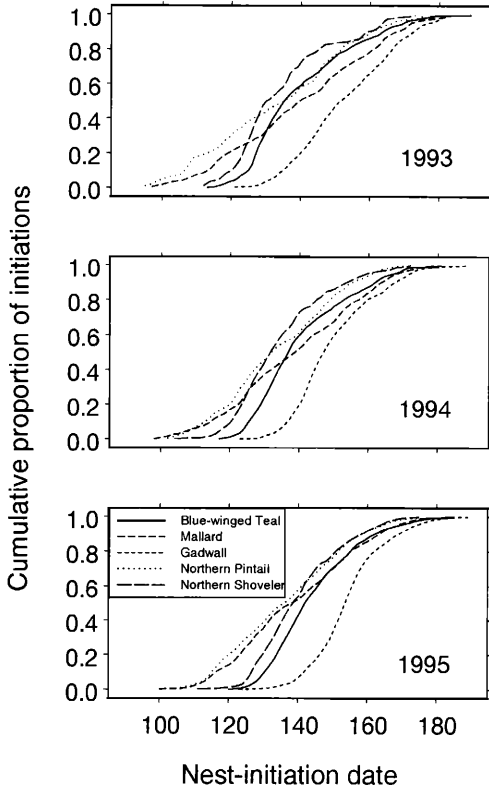 Cumulative proportion of initiations
1.0
0.8
0.6
0.4
0.2
0.0
1993
1.0
0.8
0.6
0.4
0.2
0.0
1994
1.0
0.8
0.6
0.4
0.2
0.0
Blue-winged Teal
Mallard
Gadwall
Northern Pintail
Northern Shoveler
1995
100 120 140 160 180
Nest-initiation date